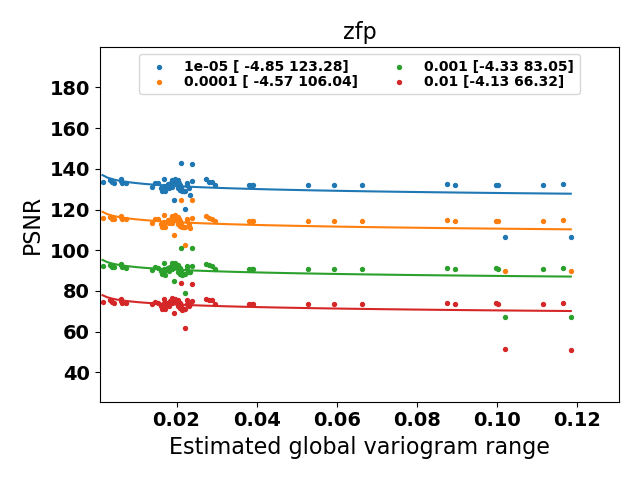 zfp
1e-05 [ -4.85 123.28]
0.0001 [ -4.57 106.04]
0.001 [-4.33 83.05]
0.01 [-4.13 66.32]
180
160
140
120
100
80
60
40
PSNR
0.02 0.04 0.06 0.08 0.10 0.12
Estimated global variogram range